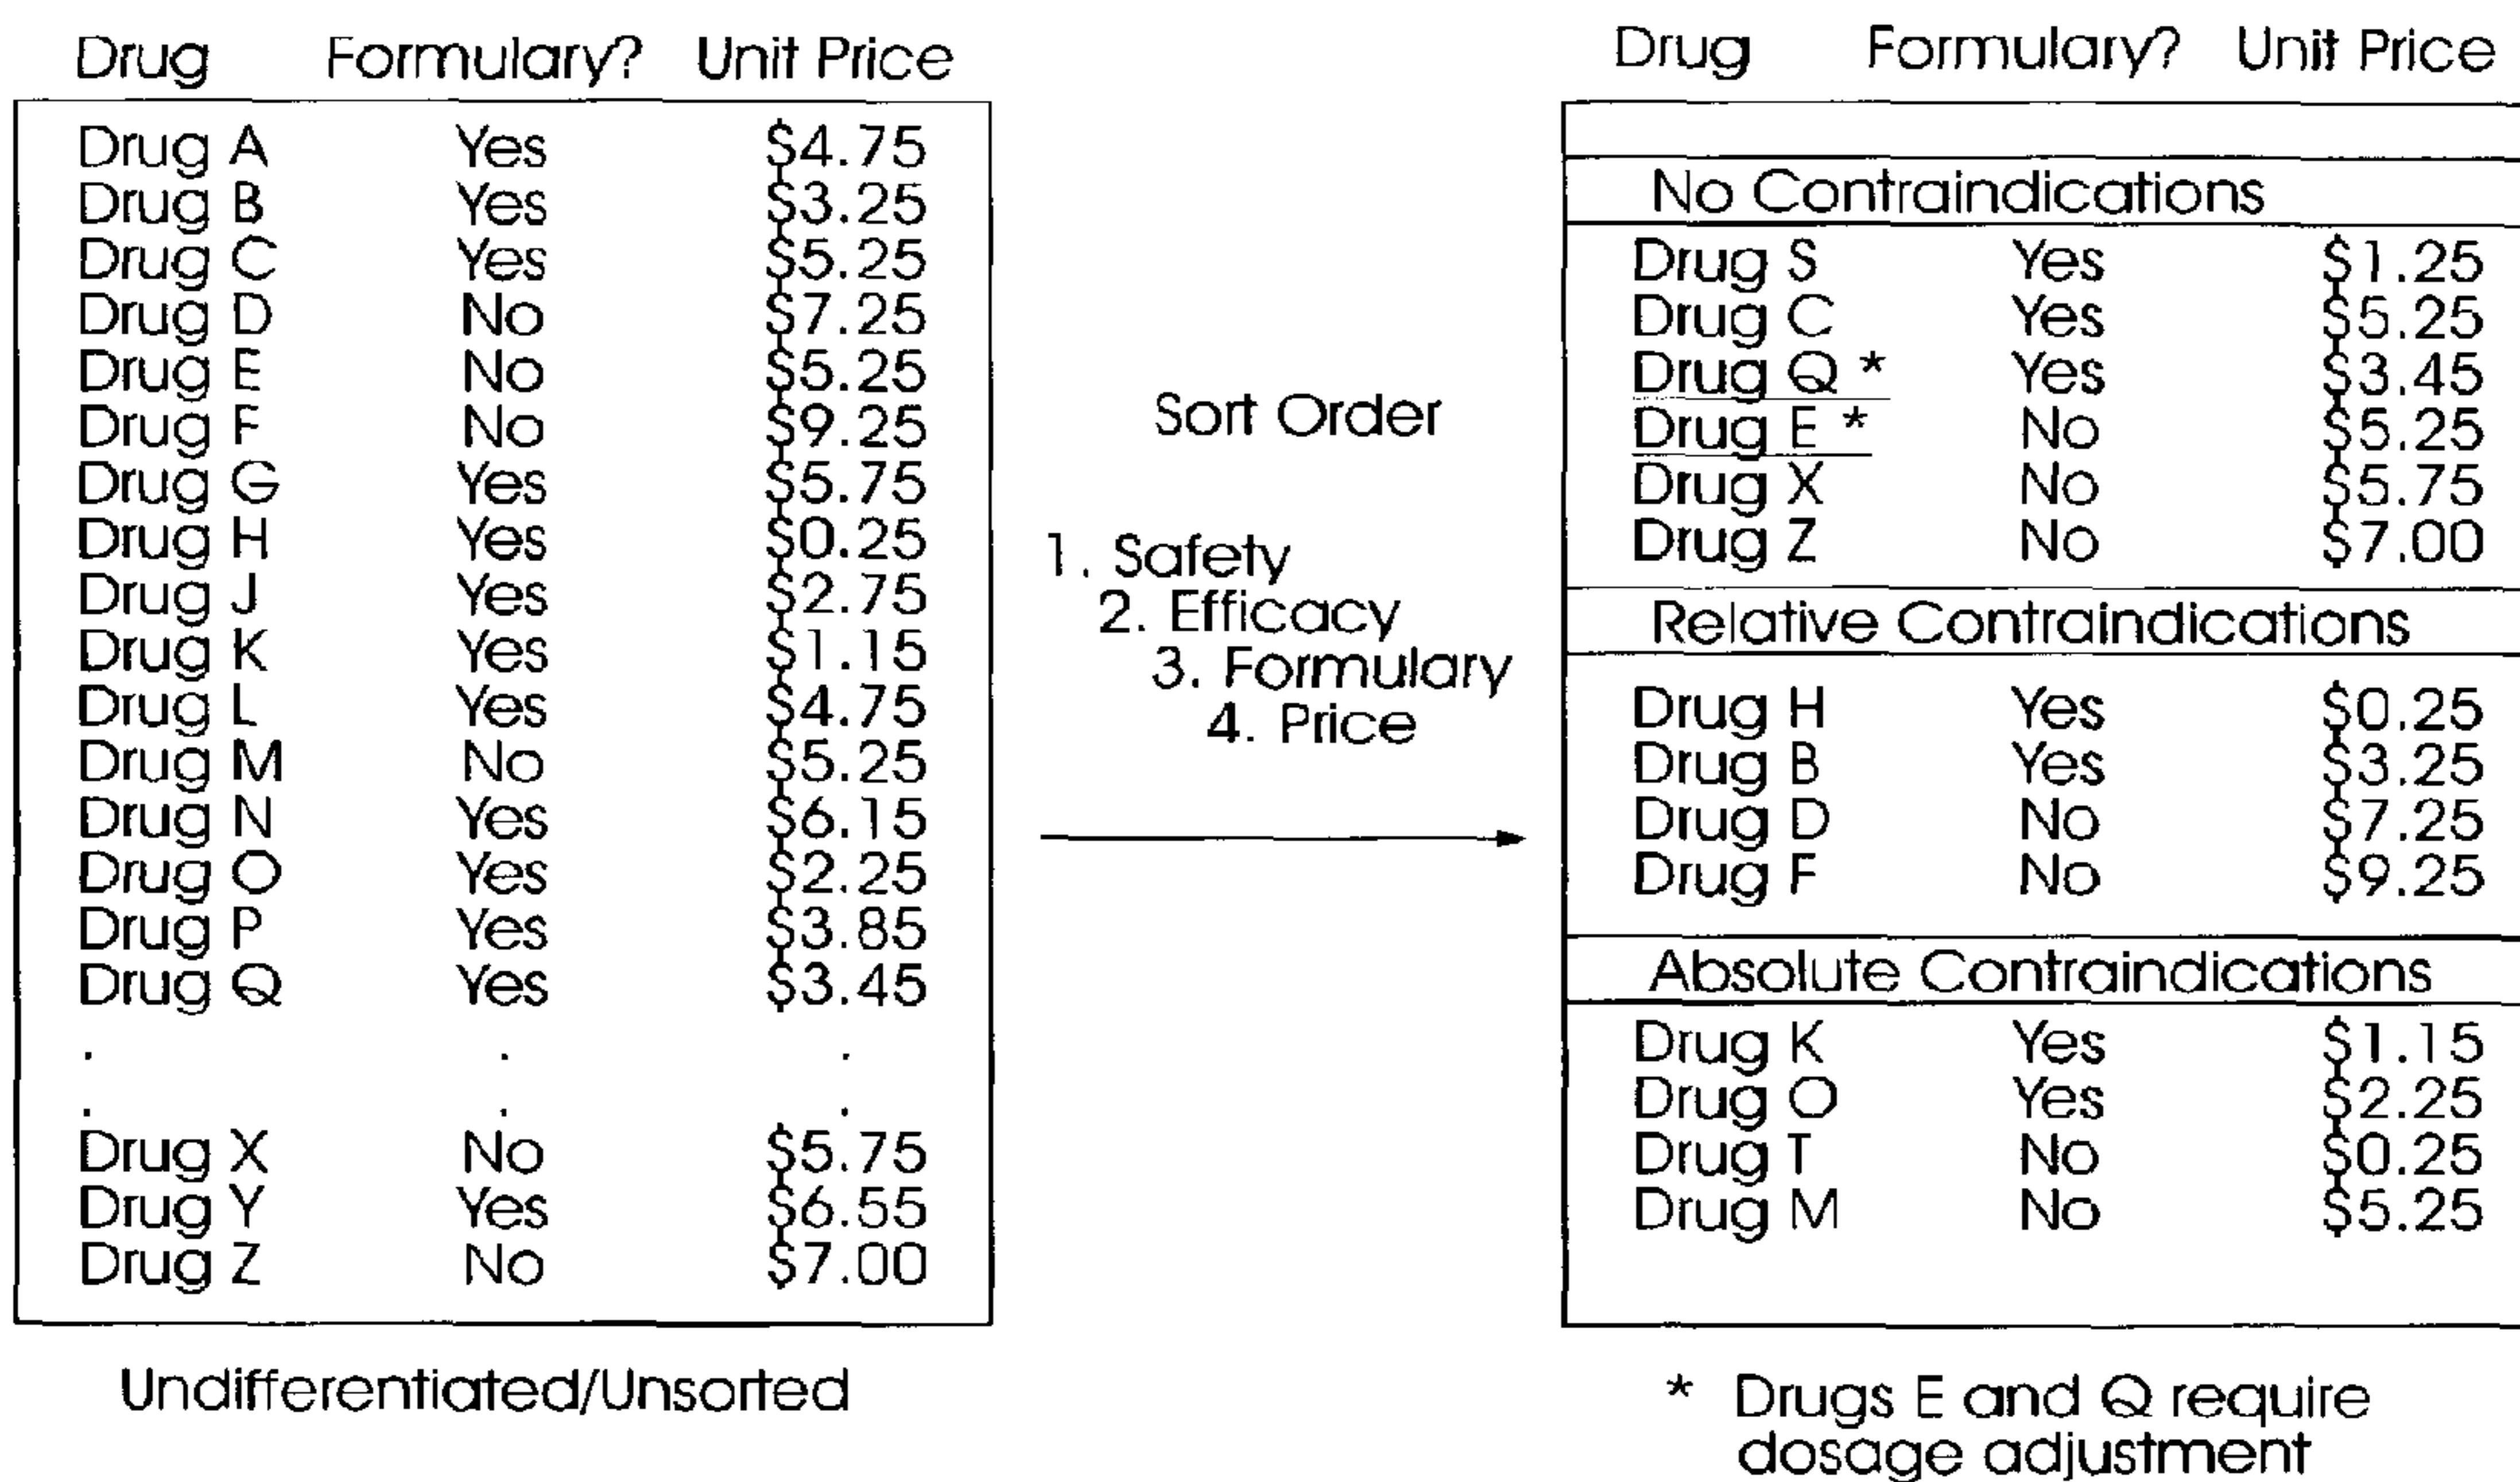 Drug Formulary? Unit Price
Drug A Yes $4.75
Drug B Yes $3.25
Drug C Yes $5.25
Drug D No $7.25
Drug E No $5.25
Drug F No $9.25
Drug G Yes $5.75
Drug H Yes $0.25
Drug J Yes $2.75
Drug K Yes $1.15
Drug L Yes $4.75
Drug M No $5.25
Drug N Yes $6.15
Drug O Yes $2.25
Drug P Yes $3.85
Drug Q Yes $3.45
. . .
. . .
Drug X No $5.75
Drug Y Yes $6.55
Drug Z No $7.00
Undifferentiated/Unsorted
Sort Order
1. Safety
2. Efficacy
3. Formulary
4. Price
Drug Formulary? Unit Price
No Contraindications
Drug S Yes $1.25
Drug C Yes $5.25
Drug Q * Yes $3.45
Drug E * No $5.25
Drug X No $5.75
Drug Z No $7.00
Relative Contraindications
Drug H Yes $0.25
Drug B Yes $3.25
Drug D No $7.25
Drug F No $9.25
Absolute Contraindications
Drug K Yes $1.15
Drug O Yes $2.25
Drug T No $0.25
Drug M No $5.25
* Drugs E and Q require
dosage adjustment